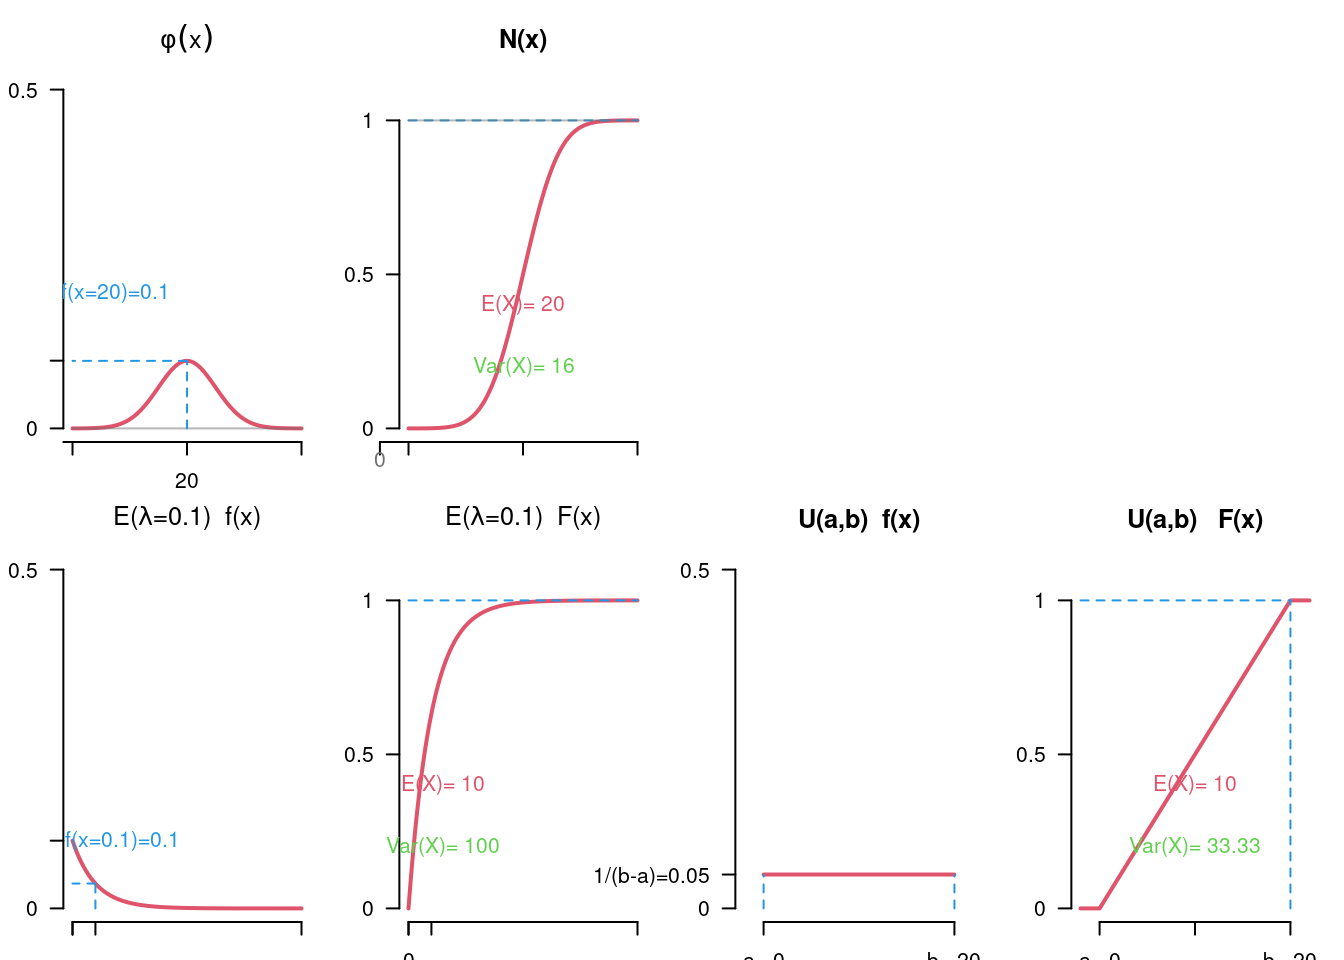 φ(x)
0.5
f(x=20)=0.1
0
20
N(x)
1
0.5
E(X)= 20
Var(X)= 16
0
0
E(λ=0.1) f(x)
0.5
f(x=0.1)=0.1
0
E(λ=0.1) F(x)
1
0.5
E(X)= 10
Var(X)= 100
0
0
U(a,b) f(x)
0.5
1/(b-a)=0.05
0
U(a,b) F(x)
1
0.5
E(X)= 10
Var(X)= 33.33
0